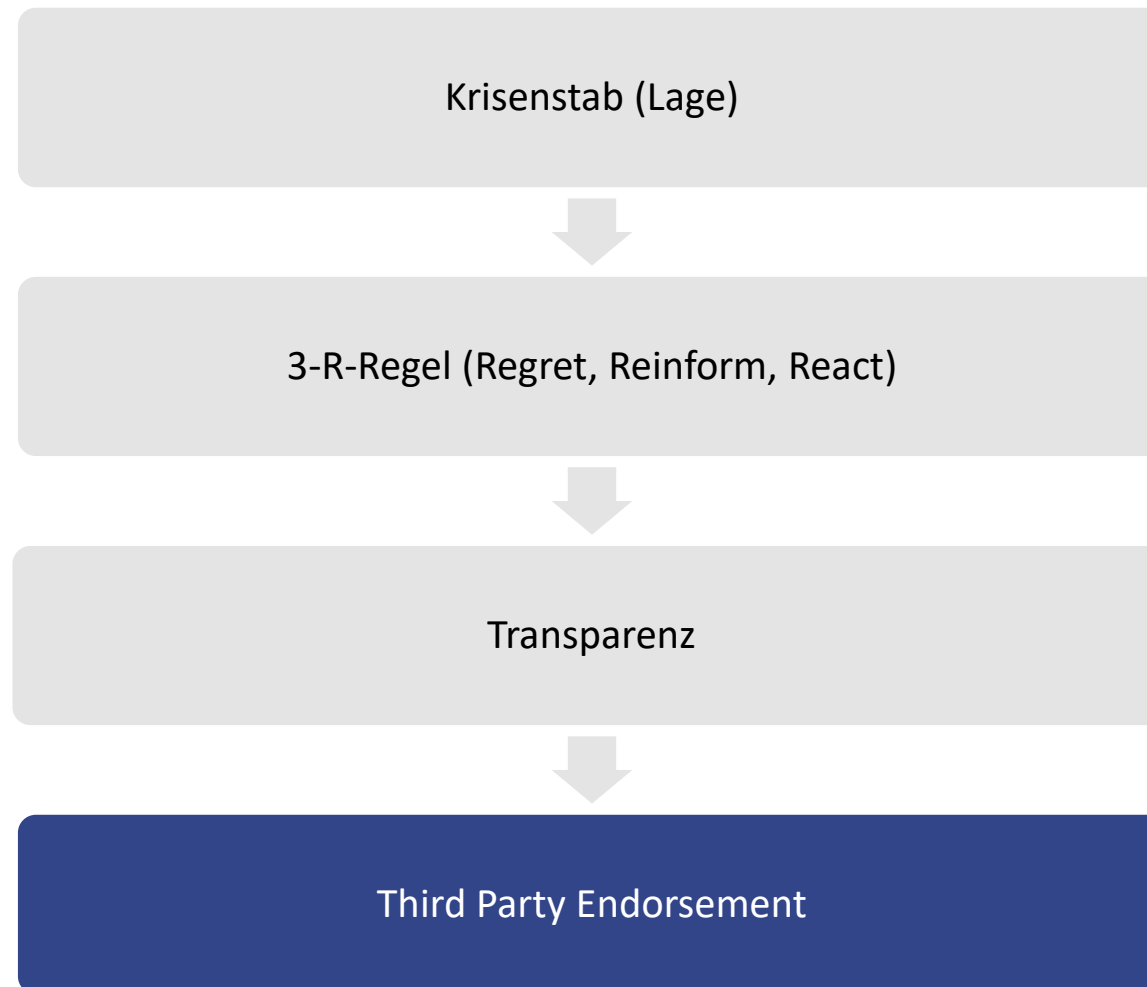 Krisenstab (Lage)
3-R-Regel (Regret, Reinform, React)
Transparenz
Third Party Endorsement